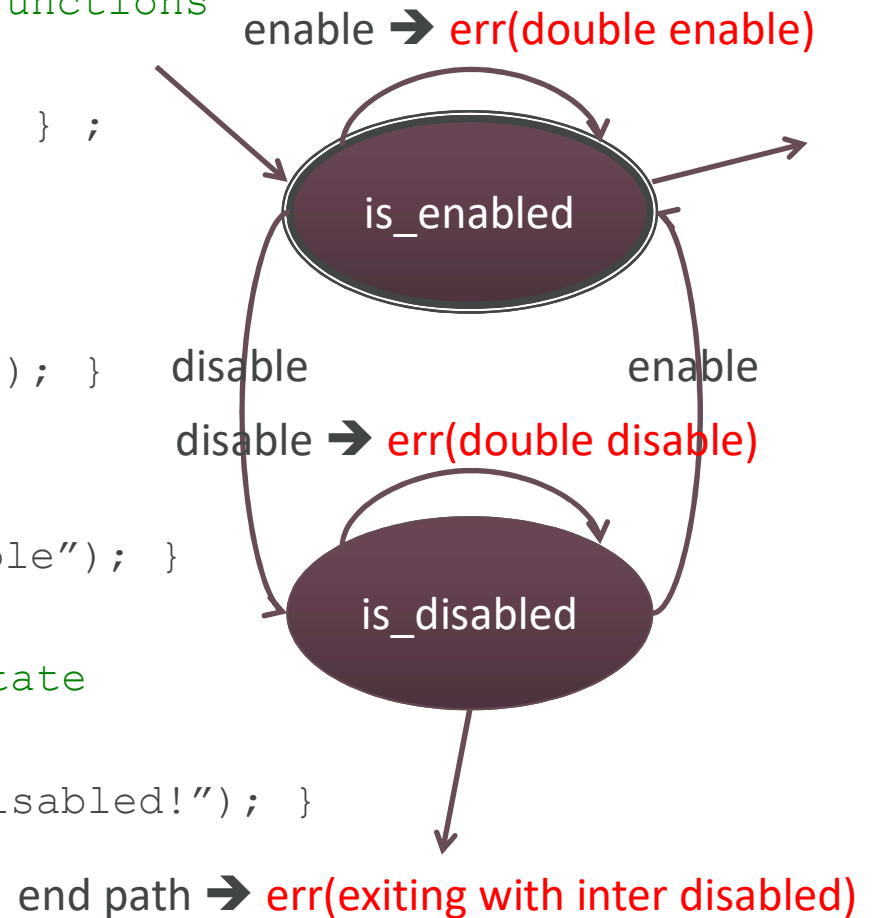 unctions
enable ➔ err(double enable)
} ;
is_enabled
); } disable enable
disable ➔ err(double disable)
le"); }
is_disabled
tate
isabled!"); }
end path ➔ err(exiting with inter disabled)